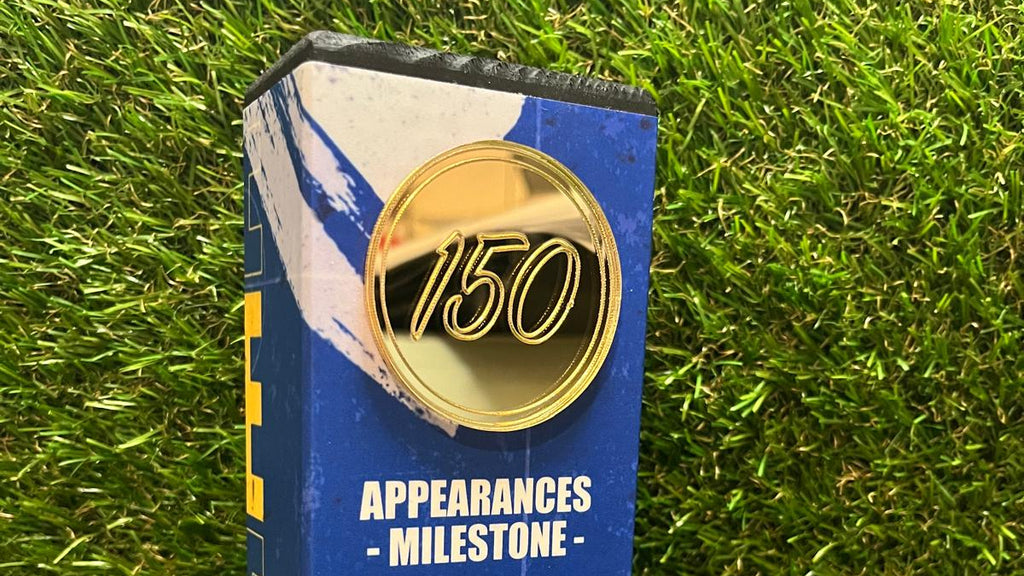 150
APPEARANCES
- MILESTONE -